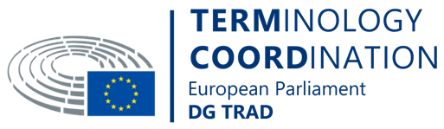 TERMINOLOGY
COORDINATION
European Parliament
DG TRAD